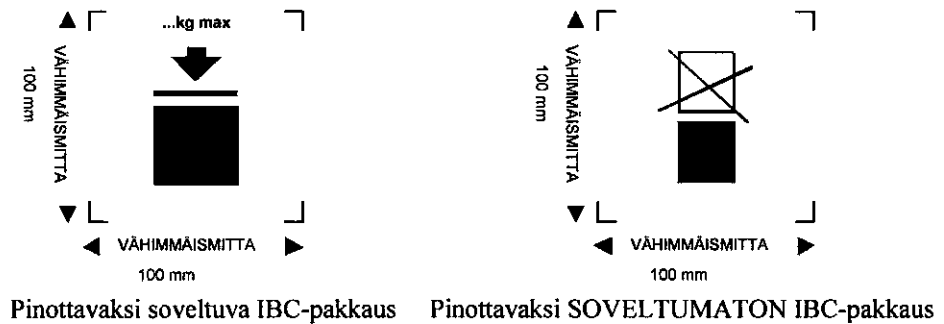 ...kg max
VÄHIMMÄISMITTA
100 mm
VÄHIMMÄISMITTA
100 mm
Pinottavaksi soveltuva IBC-pakkaus
VÄHIMMÄISMITTA
100 mm
VÄHIMMÄISMITTA
100 mm
Pinottavaksi SOVELTUMATON IBC-pakkaus